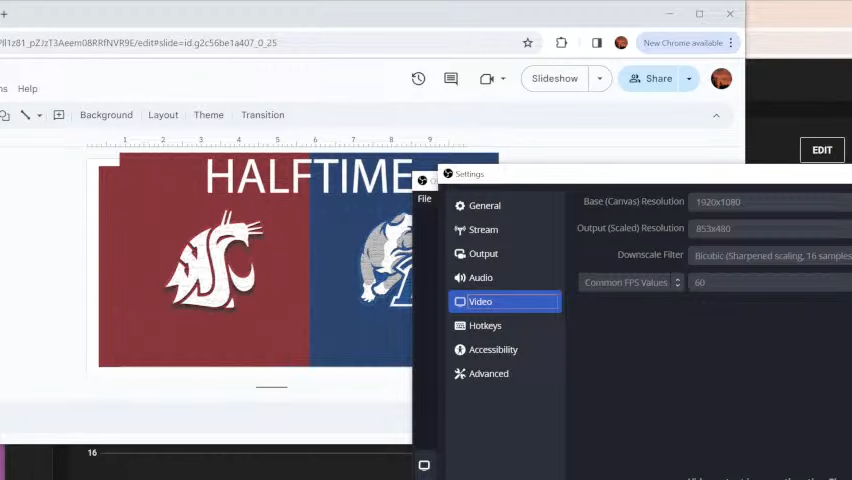 Pll1z81_pZJzT3Aeem08RRfNVR9E/edit#slide=id.g2c56be1a407_0_25
New Chrome available
Help
Slideshow
Share
Background Layout Theme Transition
1 2 3 4 5 6 7 8 9
EDIT
HALFTIME
Settings
File
General
Stream
Output
Audio
Video
Hotkeys
Accessibility
Advanced
Base (Canvas) Resolution 1920x1080
Output (Scaled) Resolution 853x480
Downscale Filter Bicubic (Sharpened scaling, 16 samples
Common FPS Values 60
16